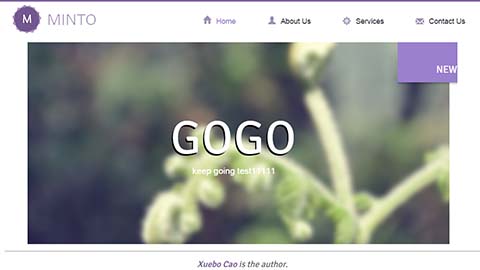 M MINTO Home About Us Services Contact Us
NEW
GOGO
keep going test11111
Xuebo Cao is the author.